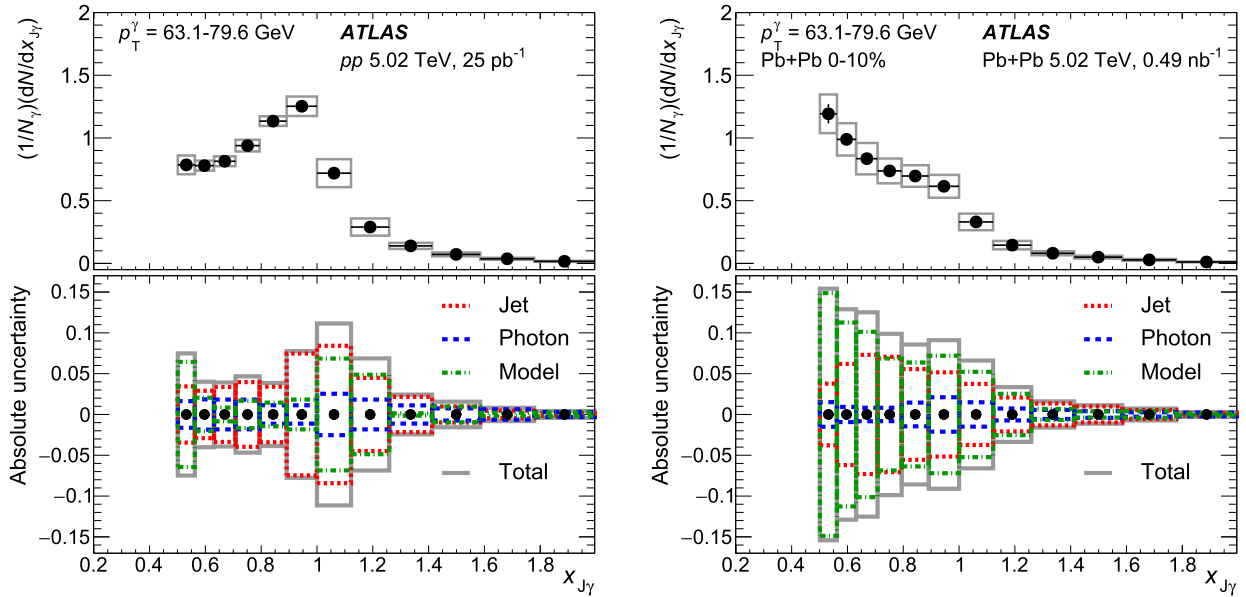 p_T^γ = 63.1-79.6 GeV
ATLAS
pp 5.02 TeV, 25 pb⁻¹
(1/N_γ)(dN/dx_Jγ)
2
1.5
1
0.5
0
Absolute uncertainty
0.15
0.1
0.05
0
−0.05
−0.1
−0.15
Jet
Photon
Model
Total
0.2 0.4 0.6 0.8 1 1.2 1.4 1.6 1.8
x_Jγ
p_T^γ = 63.1-79.6 GeV
ATLAS
Pb+Pb 0-10%
Pb+Pb 5.02 TeV, 0.49 nb⁻¹
(1/N_γ)(dN/dx_Jγ)
2
1.5
1
0.5
0
Absolute uncertainty
0.15
0.1
0.05
0
−0.05
−0.1
−0.15
Jet
Photon
Model
Total
0.2 0.4 0.6 0.8 1 1.2 1.4 1.6 1.8
x_Jγ